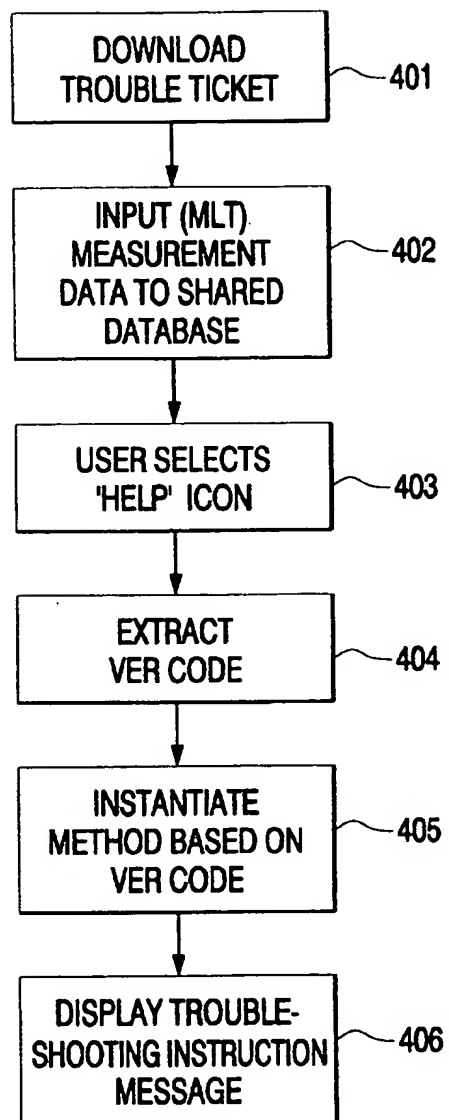 DOWNLOAD
TROUBLE TICKET
401
INPUT (MLT)
MEASUREMENT
DATA TO SHARED
DATABASE
402
USER SELECTS
'HELP' ICON
403
EXTRACT
VER CODE
404
INSTANTIATE
METHOD BASED ON
VER CODE
405
DISPLAY TROUBLE-
SHOOTING INSTRUCTION
MESSAGE
406